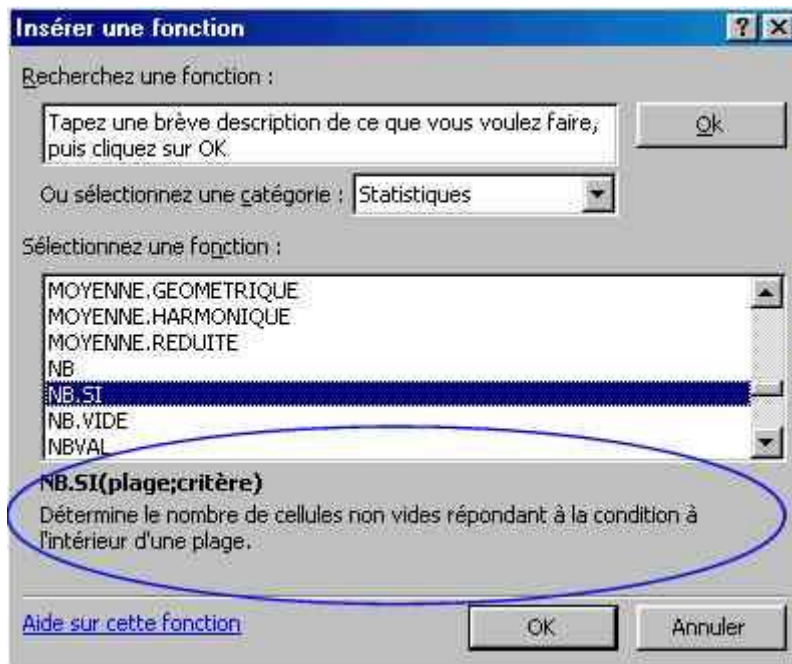 Insérer une fonction
Recherchez une fonction :
Tapez une brève description de ce que vous voulez faire,
puis cliquez sur OK
Ok
Ou sélectionnez une catégorie : Statistiques
Sélectionnez une fonction :
MOYENNE.GEOMETRIQUE
MOYENNE.HARMONIQUE
MOYENNE.REDUITE
NB
NB.SI
NB.VIDE
NBVAL
NB.SI(plage;critère)
Détermine le nombre de cellules non vides répondant à la condition à
l'intérieur d'une plage.
Aide sur cette fonction
OK
Annuler